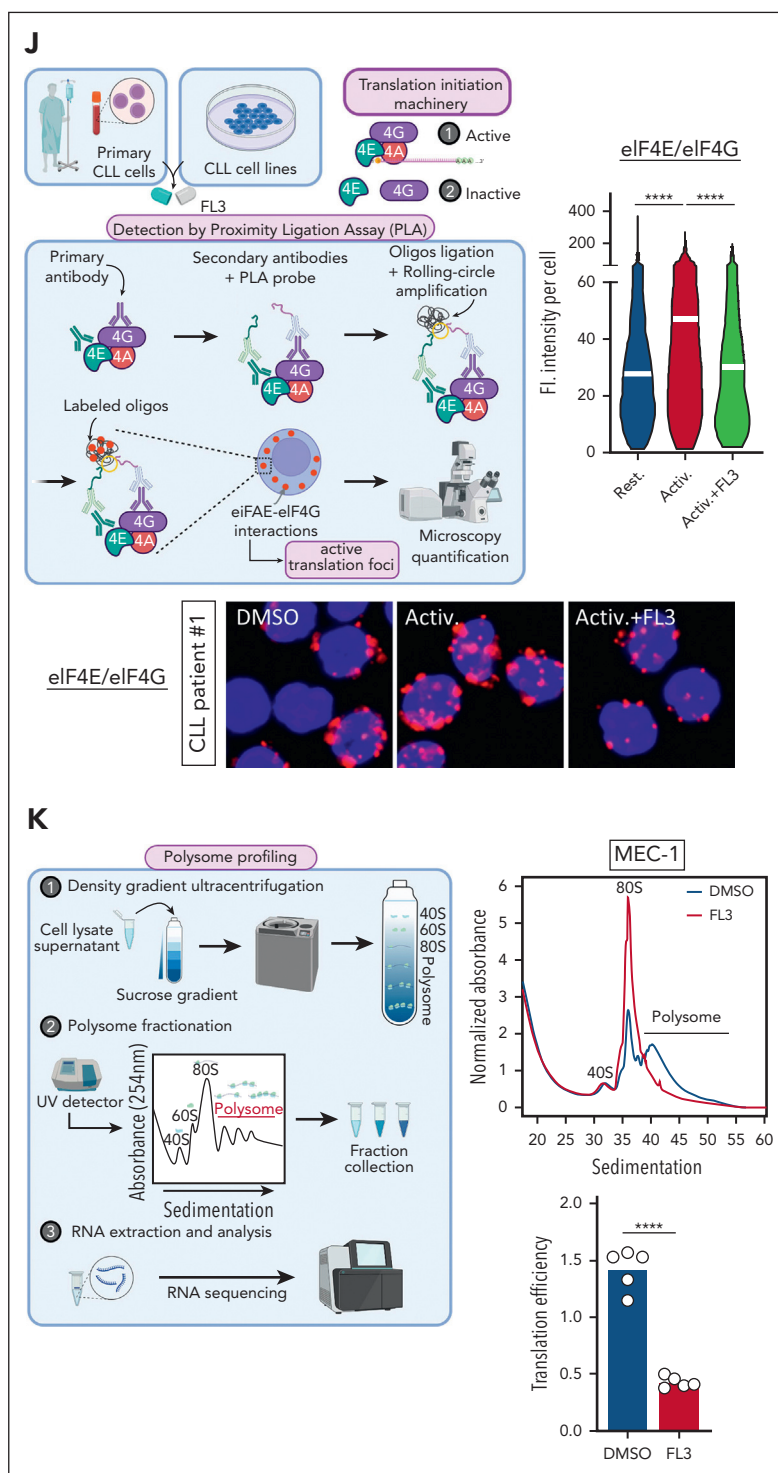 J
Primary
CLL cells
CLL cell lines
FL3
Translation initiation
machinery
4G
4E
4A
AAA
...3'
1
Active
4E
4G
2
Inactive
Detection by Proximity Ligation Assay (PLA)
Primary
antibody
4G
4E
4A
Secondary antibodies
+ PLA probe
4G
4E
4A
Oligos ligation
+ Rolling-circle
amplification
4G
4E
4A
Labeled oligos
4G
4E
4A
eiFAE-elF4G
interactions
active
translation foci
Microscopy
quantification
elF4E/elF4G
****
****
Fl. intensity per cell
400
200
60
40
20
0
Rest.
Activ.
Activ.+FL3
elF4E/elF4G
CLL patient #1
DMSO
Activ.
Activ.+FL3
K
Polysome profiling
1
Density gradient ultracentrifugation
Cell lysate
supernatant
Sucrose gradient
40S
60S
80S
Polysome
2
Polysome fractionation
UV detector
Absorbance (254nm)
40S
60S
80S
Polysome
Sedimentation
Fraction
collection
3
RNA extraction and analysis
RNA sequencing
MEC-1
Normalized absorbance
6
5
4
3
2
1
0
80S
DMSO
FL3
Polysome
40S
20 25 30 35 40 45 50 55 60
Sedimentation
Translation efficiency
2.0
1.5
1.0
0.5
0.0
****
DMSO
FL3